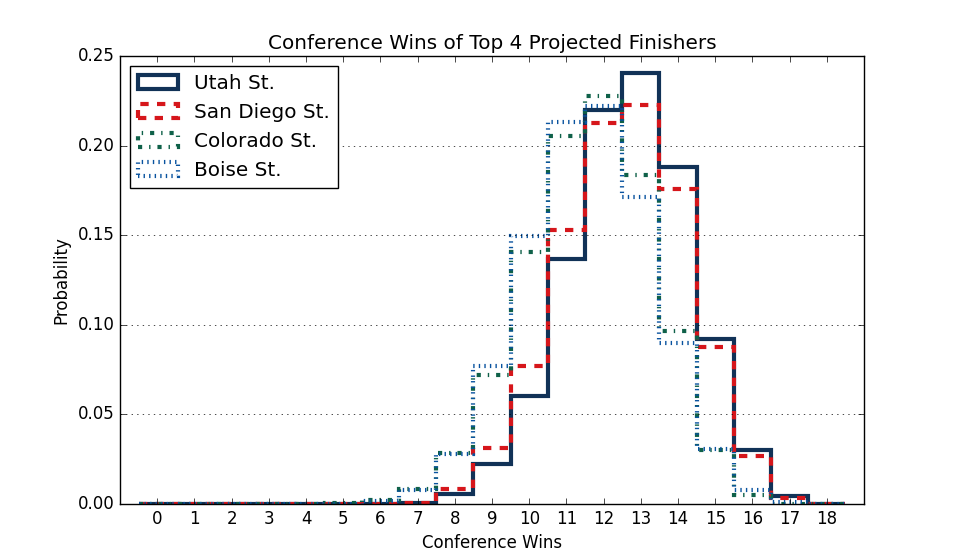 Conference Wins of Top 4 Projected Finishers
0.25
0.20
0.15
0.10
0.05
0.00
Probability
Utah St.
San Diego St.
Colorado St.
Boise St.
0 1 2 3 4 5 6 7 8 9 10 11 12 13 14 15 16 17 18
Conference Wins